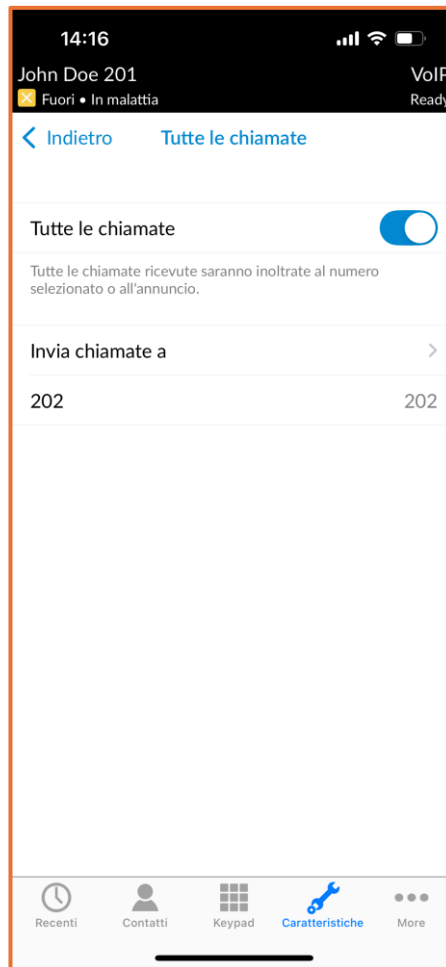 14:16
John Doe 201 VoIP
Fuori • In malattia Ready
Indietro Tutte le chiamate
Tutte le chiamate
Tutte le chiamate ricevute saranno inoltrate al numero
selezionato o all'annuncio.
Invia chiamate a
202 202
Recenti Contatti Keypad Caratteristiche More